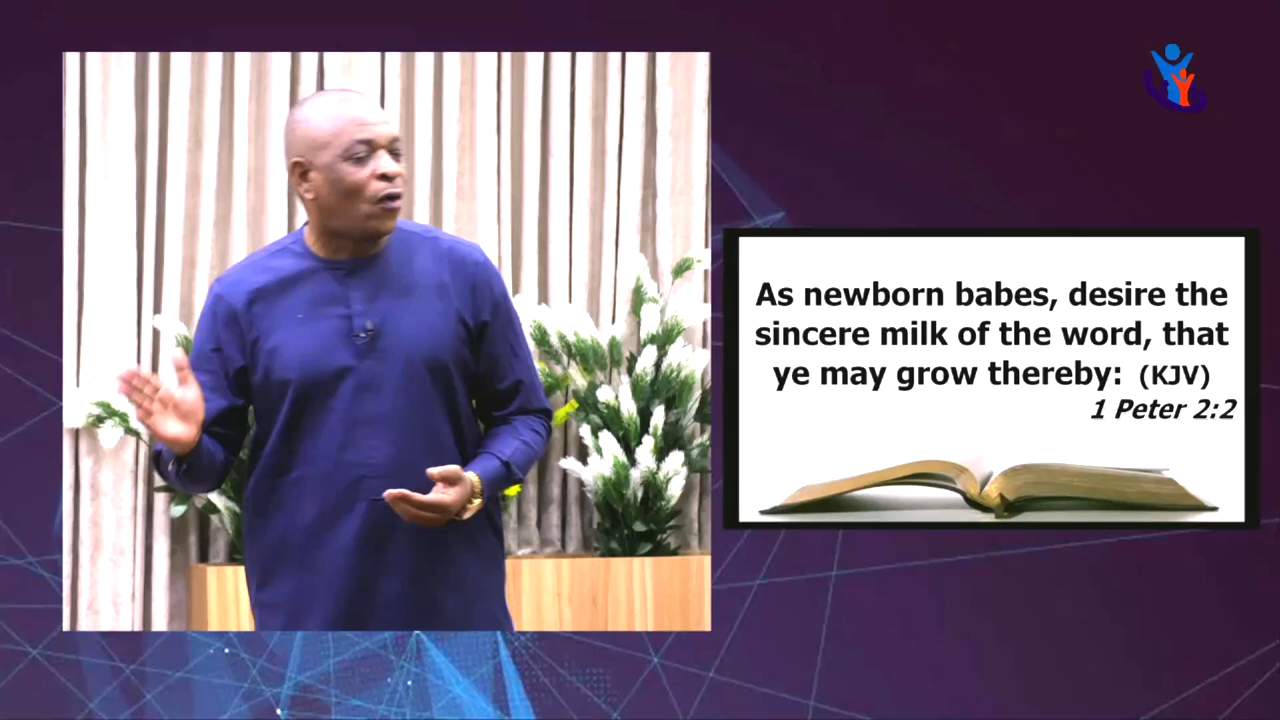 As newborn babes, desire the
sincere milk of the word, that
ye may grow thereby: (KJV)
1 Peter 2:2